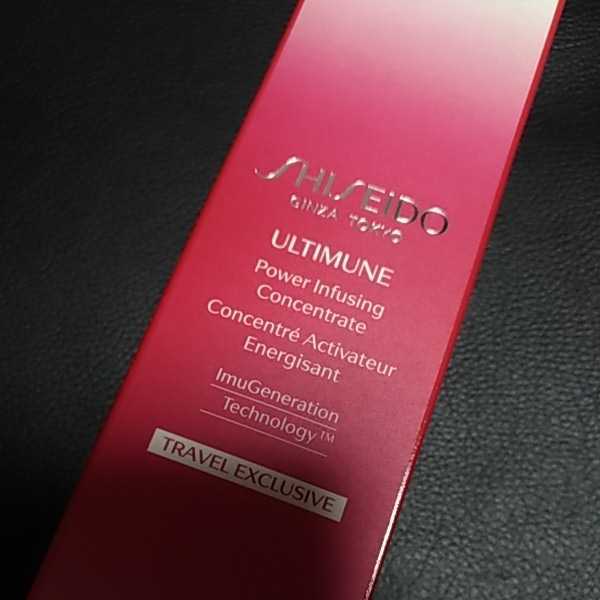 SHISEIDO
GINZA TOKYO
ULTIMUNE
Power Infusing
Concentrate
Concentré Activateur
Energisant
ImuGeneration
Technology™
TRAVEL EXCLUSIVE